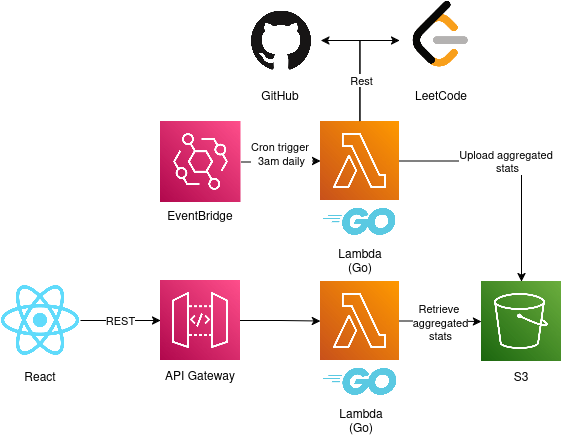 GitHub
LeetCode
Rest
Cron trigger
3am daily
Upload aggregated
stats
EventBridge
GO
Lambda
(Go)
REST
</>
Retrieve
aggregated
stats
React
API Gateway
GO
Lambda
(Go)
S3